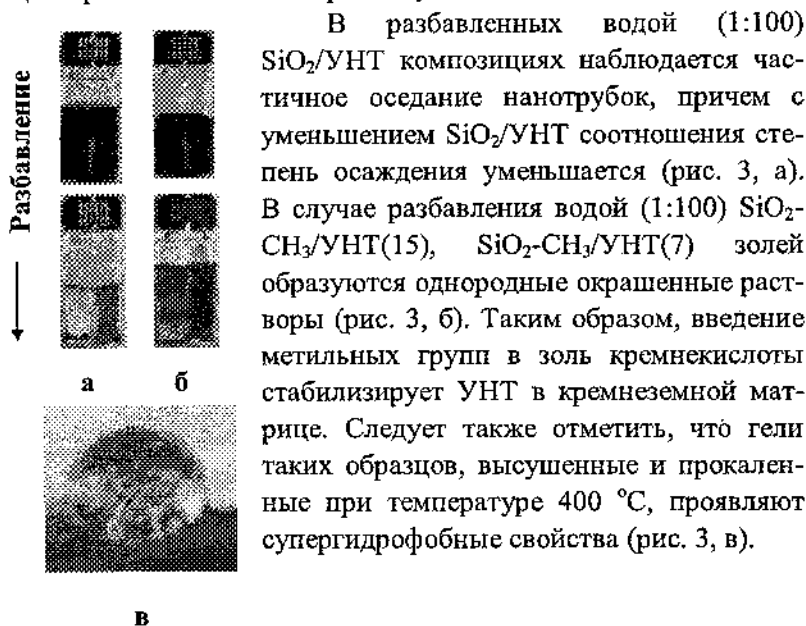 В разбавленных водой (1:100)
SiO₂/УНТ композициях наблюдается час-
тичное оседание нанотрубок, причем с
уменьшением SiO₂/УНТ соотношения сте-
пень осаждения уменьшается (рис. 3, а).
В случае разбавления водой (1:100) SiO₂-
CH₃/УНТ(15), SiO₂-CH₃/УНТ(7) золей
образуются однородные окрашенные раст-
воры (рис. 3, б). Таким образом, введение
метильных групп в золь кремнекислоты
стабилизирует УНТ в кремнеземной мат-
рице. Следует также отметить, что гели
таких образцов, высушенные и прокален-
ные при температуре 400 °С, проявляют
супергидрофобные свойства (рис. 3, в).
Разбавление
а б
в